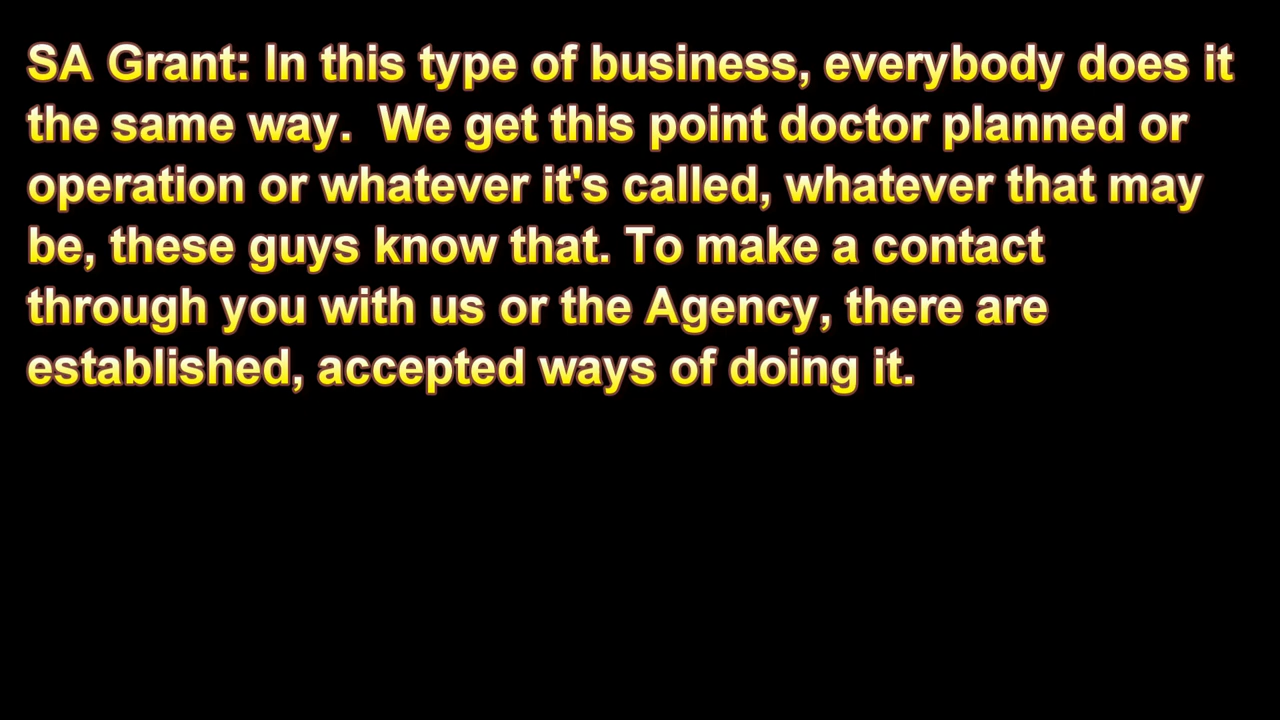 SA Grant: In this type of business, everybody does it
the same way.  We get this point doctor planned or
operation or whatever it's called, whatever that may
be, these guys know that. To make a contact
through you with us or the Agency, there are
established, accepted ways of doing it.